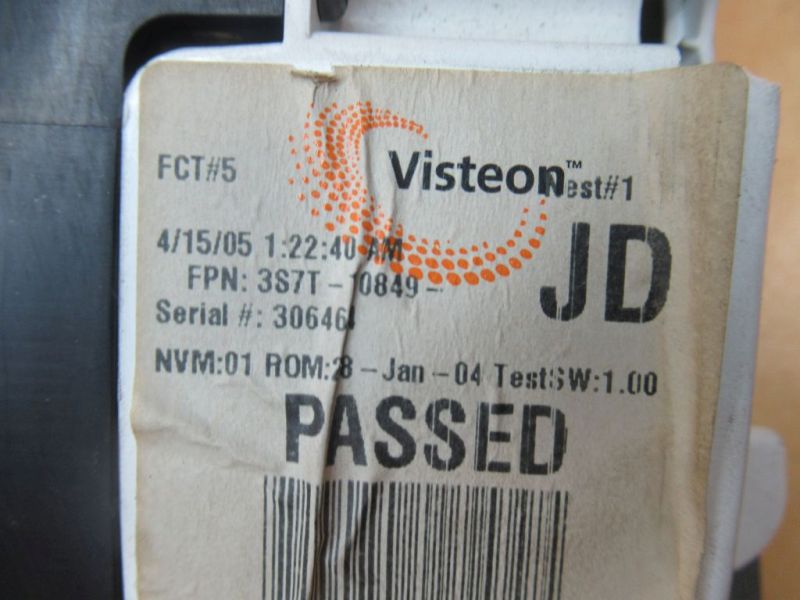 Visteon™
FCT#5 Nest#1
4/15/05 1:22:40 AM
FPN: 3S7T-10849-
JD
Serial #: 30646
NVM:01 ROM:28-Jan-04 TestSW:1.00
PASSED